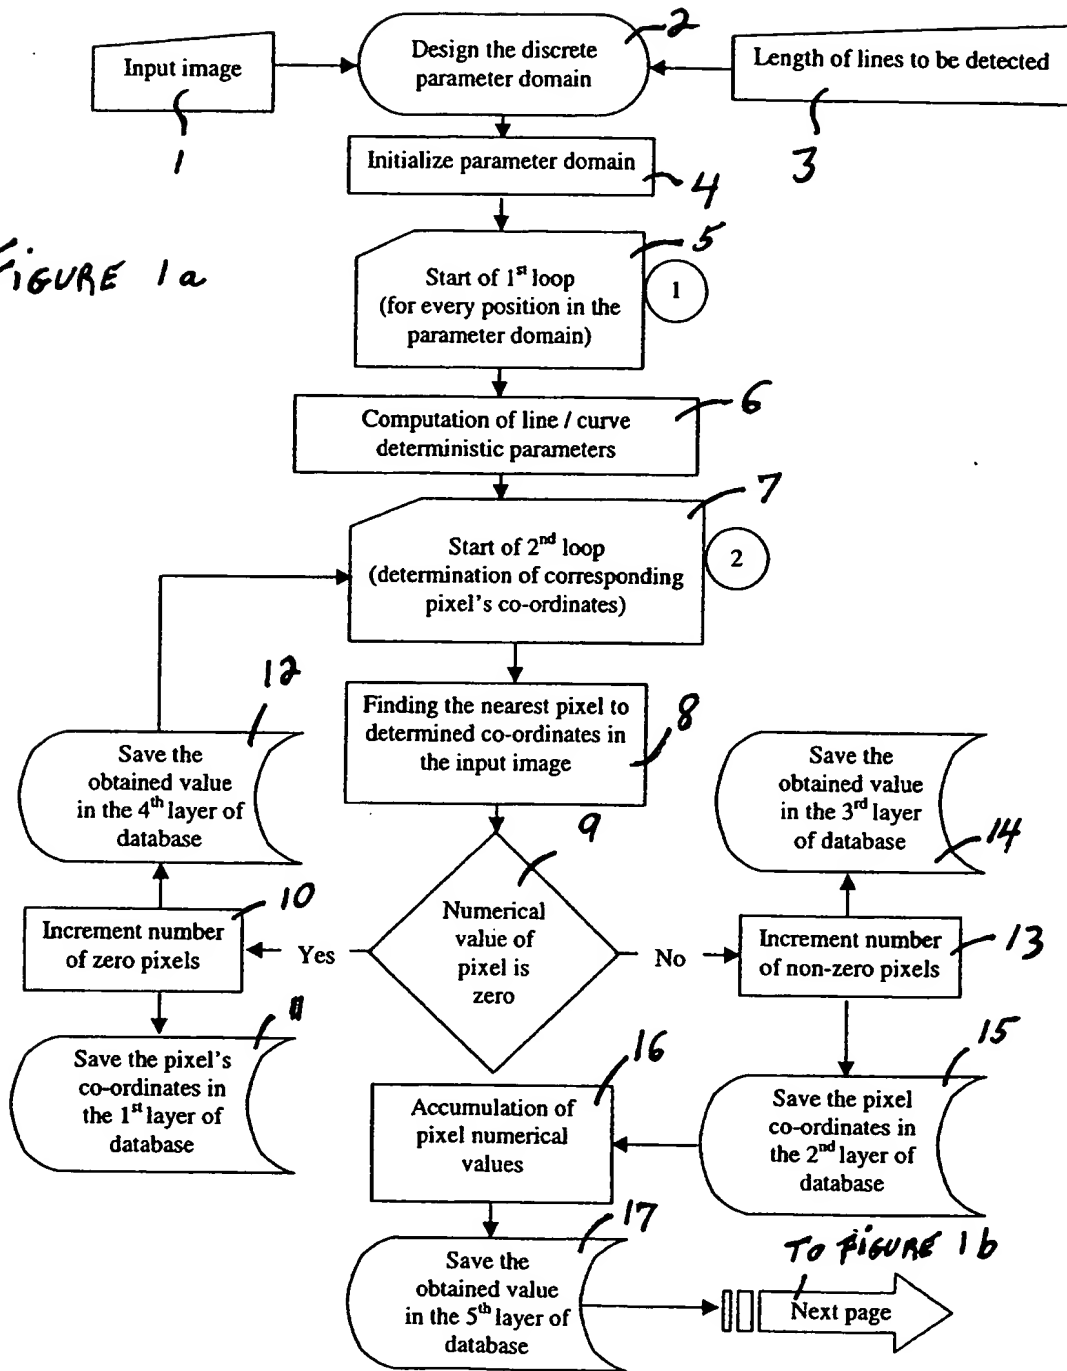 Input image
1
Design the discrete
parameter domain
2
Length of lines to be detected
3
Initialize parameter domain
4
FIGURE 1a
Start of 1st loop
(for every position in the
parameter domain)
5
1
Computation of line / curve
deterministic parameters
6
Start of 2nd loop
(determination of corresponding
pixel's co-ordinates)
7
2
Finding the nearest pixel to
determined co-ordinates in
the input image
8
Save the
obtained value
in the 4th layer of
database
12
Save the
obtained value
in the 3rd layer
of database
14
Numerical
value of
pixel is
zero
9
Yes
No
Increment number
of zero pixels
10
Increment number
of non-zero pixels
13
Save the pixel's
co-ordinates in
the 1st layer of
database
11
Accumulation of
pixel numerical
values
16
Save the pixel
co-ordinates in
the 2nd layer of
database
15
Save the
obtained value
in the 5th layer of
database
17
TO FIGURE 1b
Next page